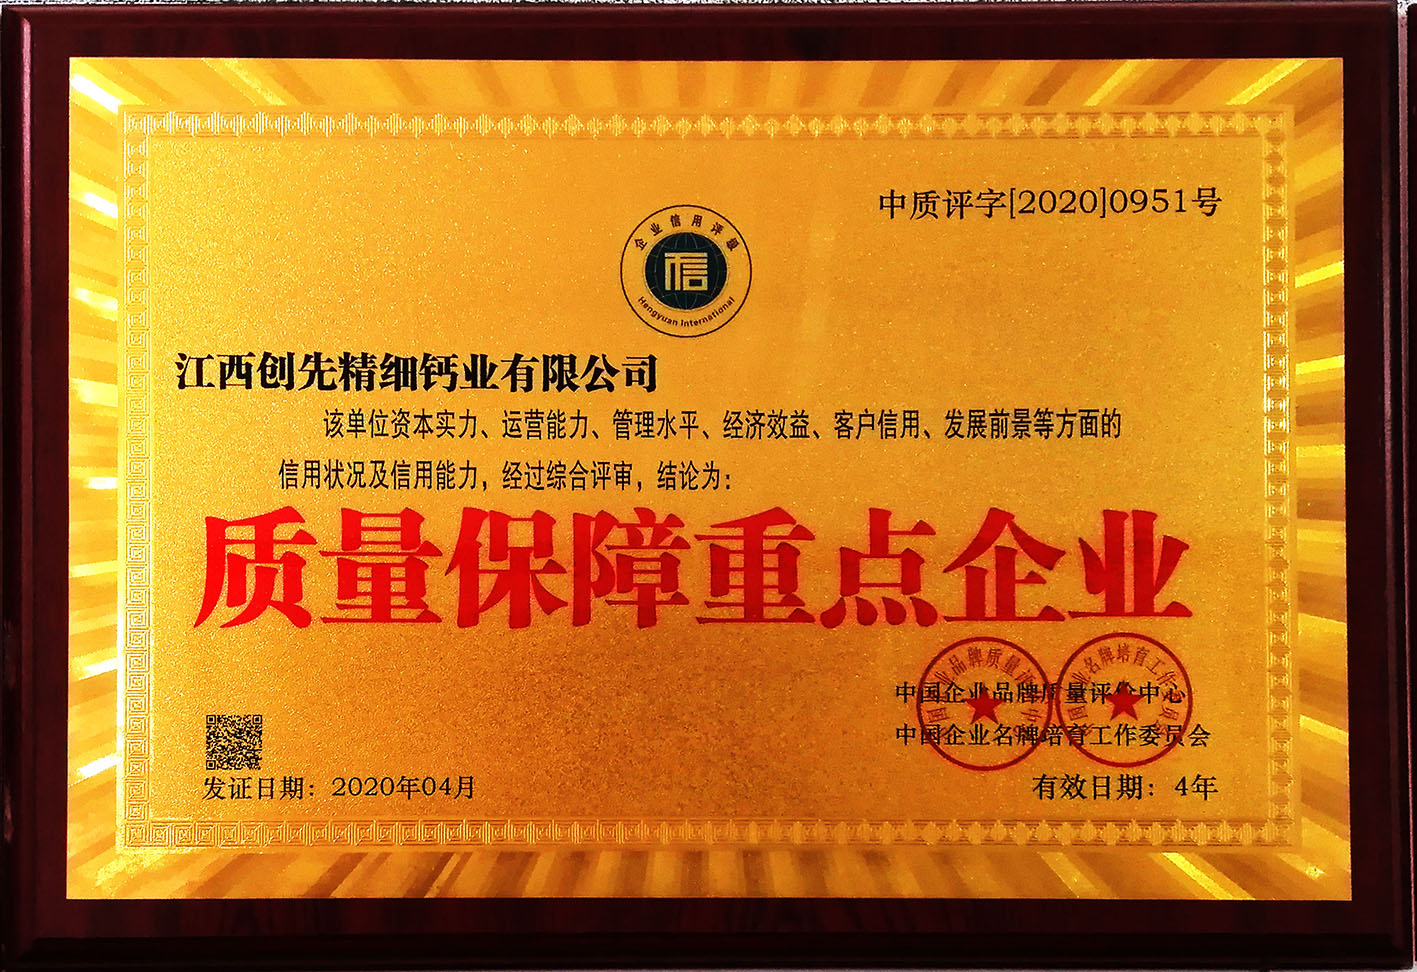 中质评字[2020]0951号
企业信用评级
信
Hengyuan International
江西创先精细钙业有限公司
该单位资本实力、运营能力、管理水平、经济效益、客户信用、发展前景等方面的
信用状况及信用能力，经过综合评审，结论为：
质量保障重点企业
中国企业品牌质量评价中心
中国企业名牌培育工作委员会
发证日期：2020年04月
有效日期：4年